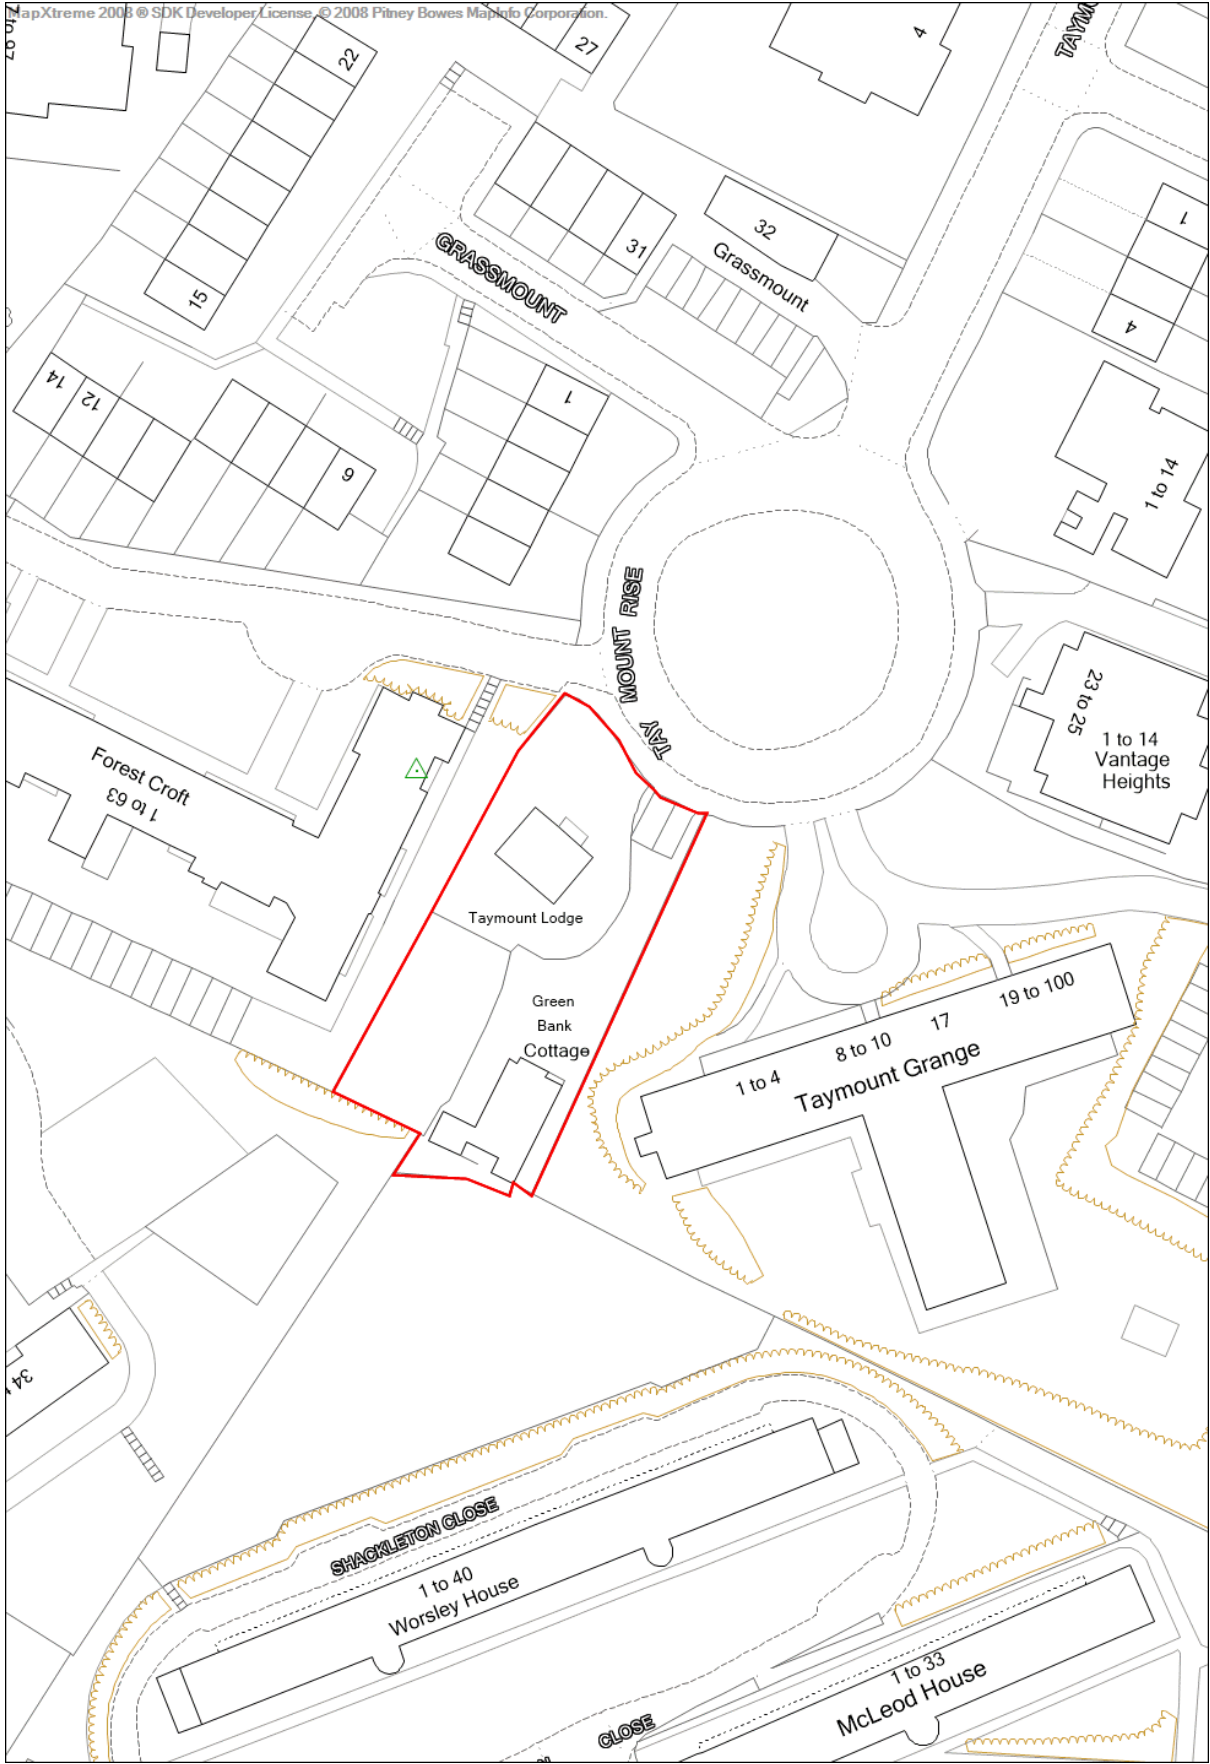 MapXtreme 2008 ® SDK Developer License. © 2008 Pitney Bowes MapInfo Corporation.
22
27
4
32
31
Grassmount
GRASSMOUNT
15
1
4
14
12
6
1
1 to 14
TAY MOUNT RISE
23 to 25
1 to 14
Vantage
Heights
Forest Croft
1 to 63
Taymount Lodge
Green
Bank
Cottage
19 to 100
17
8 to 10
1 to 4
Taymount Grange
SHACKLETON CLOSE
1 to 40
Worsley House
1 to 33
McLeod House
CLOSE